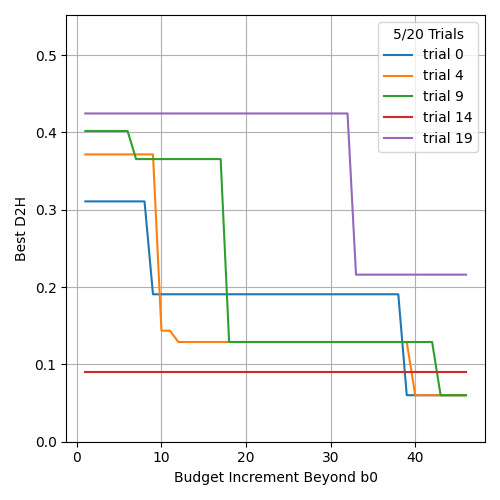 5/20 Trials
trial 0
trial 4
trial 9
trial 14
trial 19
Best D2H
0.5
0.4
0.3
0.2
0.1
0.0
0 10 20 30 40
Budget Increment Beyond b0